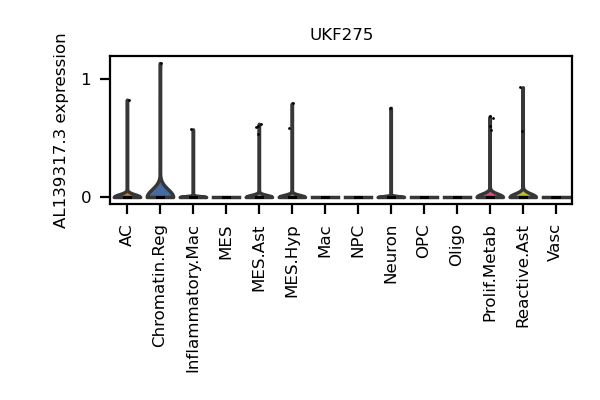 UKF275
AL139317.3 expression
1
0
AC
Chromatin.Reg
Inflammatory.Mac
MES
MES.Ast
MES.Hyp
Mac
NPC
Neuron
OPC
Oligo
Prolif.Metab
Reactive.Ast
Vasc